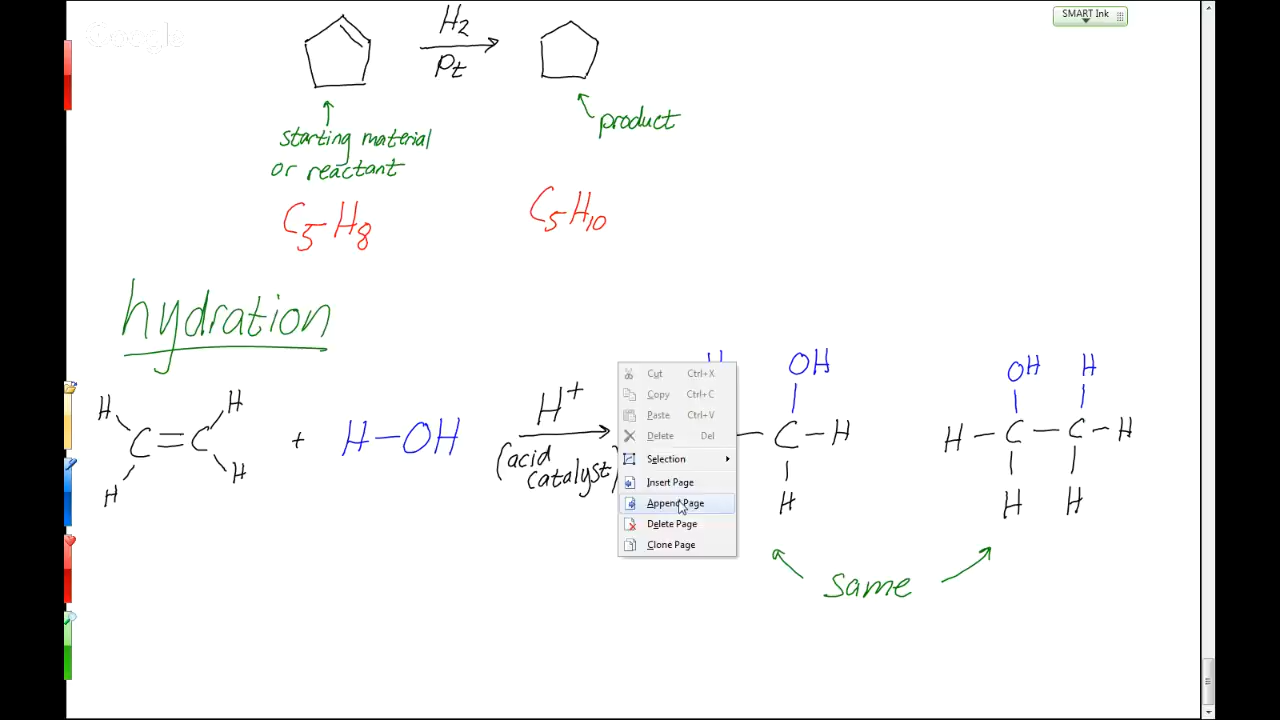 Google
SMART Ink
H2
Pt
starting material
or reactant
product
C5H8
C5H10
hydration
H H
C=C
H H
+
H-OH
H+
(acid
catalyst)
H OH
C-H
H
OH H
H-C-C-H
H H
same
Cut Ctrl+X
Copy Ctrl+C
Paste Ctrl+V
Delete Del
Selection
Insert Page
Append Page
Delete Page
Clone Page